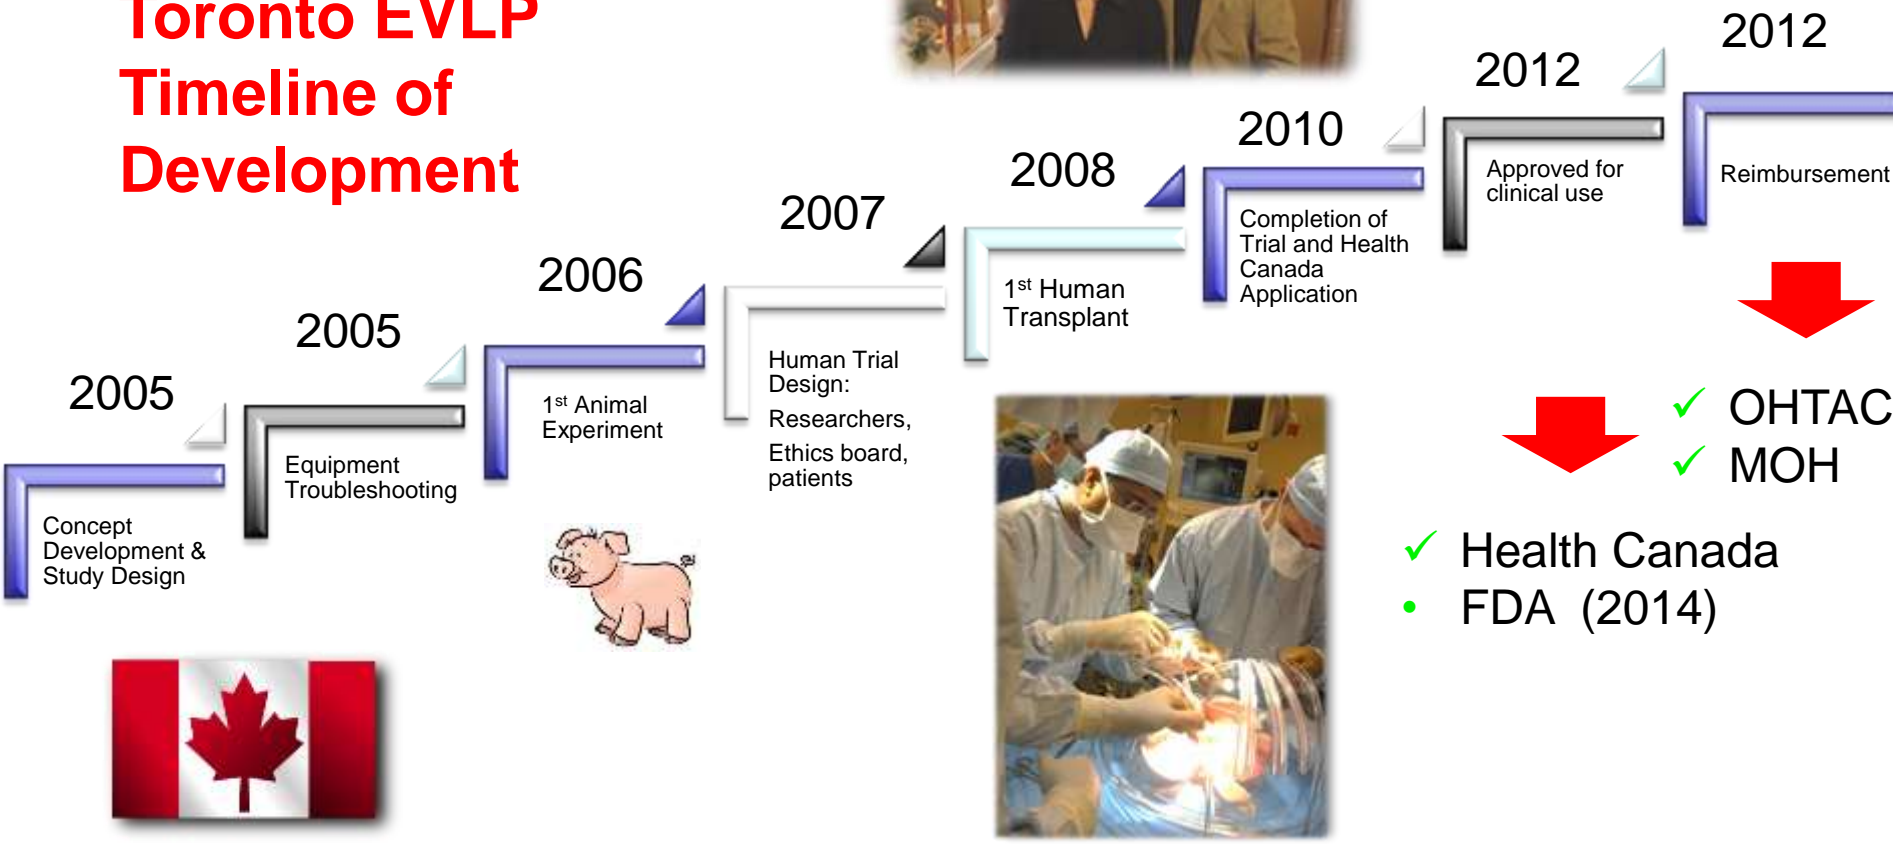 Toronto EVLP
Timeline of
Development
2005
Concept
Development &
Study Design
2005
Equipment
Troubleshooting
2006
1st Animal
Experiment
2007
Human Trial
Design:
Researchers,
Ethics board,
patients
2008
1st Human
Transplant
2010
Completion of
Trial and Health
Canada
Application
2012
Approved for
clinical use
2012
Reimbursement
✓ OHTAC
✓ MOH
✓ Health Canada
• FDA (2014)